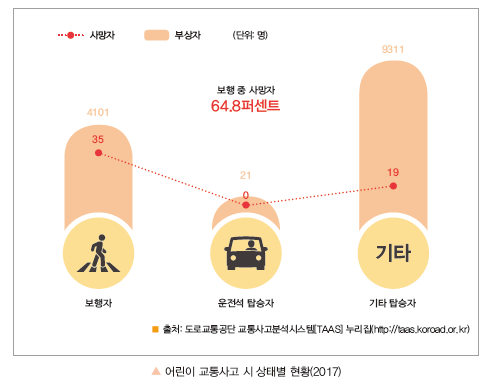 사망자 부상자 (단위: 명)
9311
보행 중 사망자
64.8퍼센트
4101
35
21
0
19
기타
보행자 운전석 탑승자 기타 탑승자
■ 출처: 도로교통공단 교통사고분석시스템[TAAS] 누리집(http://taas.koroad.or.kr)
▲ 어린이 교통사고 시 상태별 현황(2017)